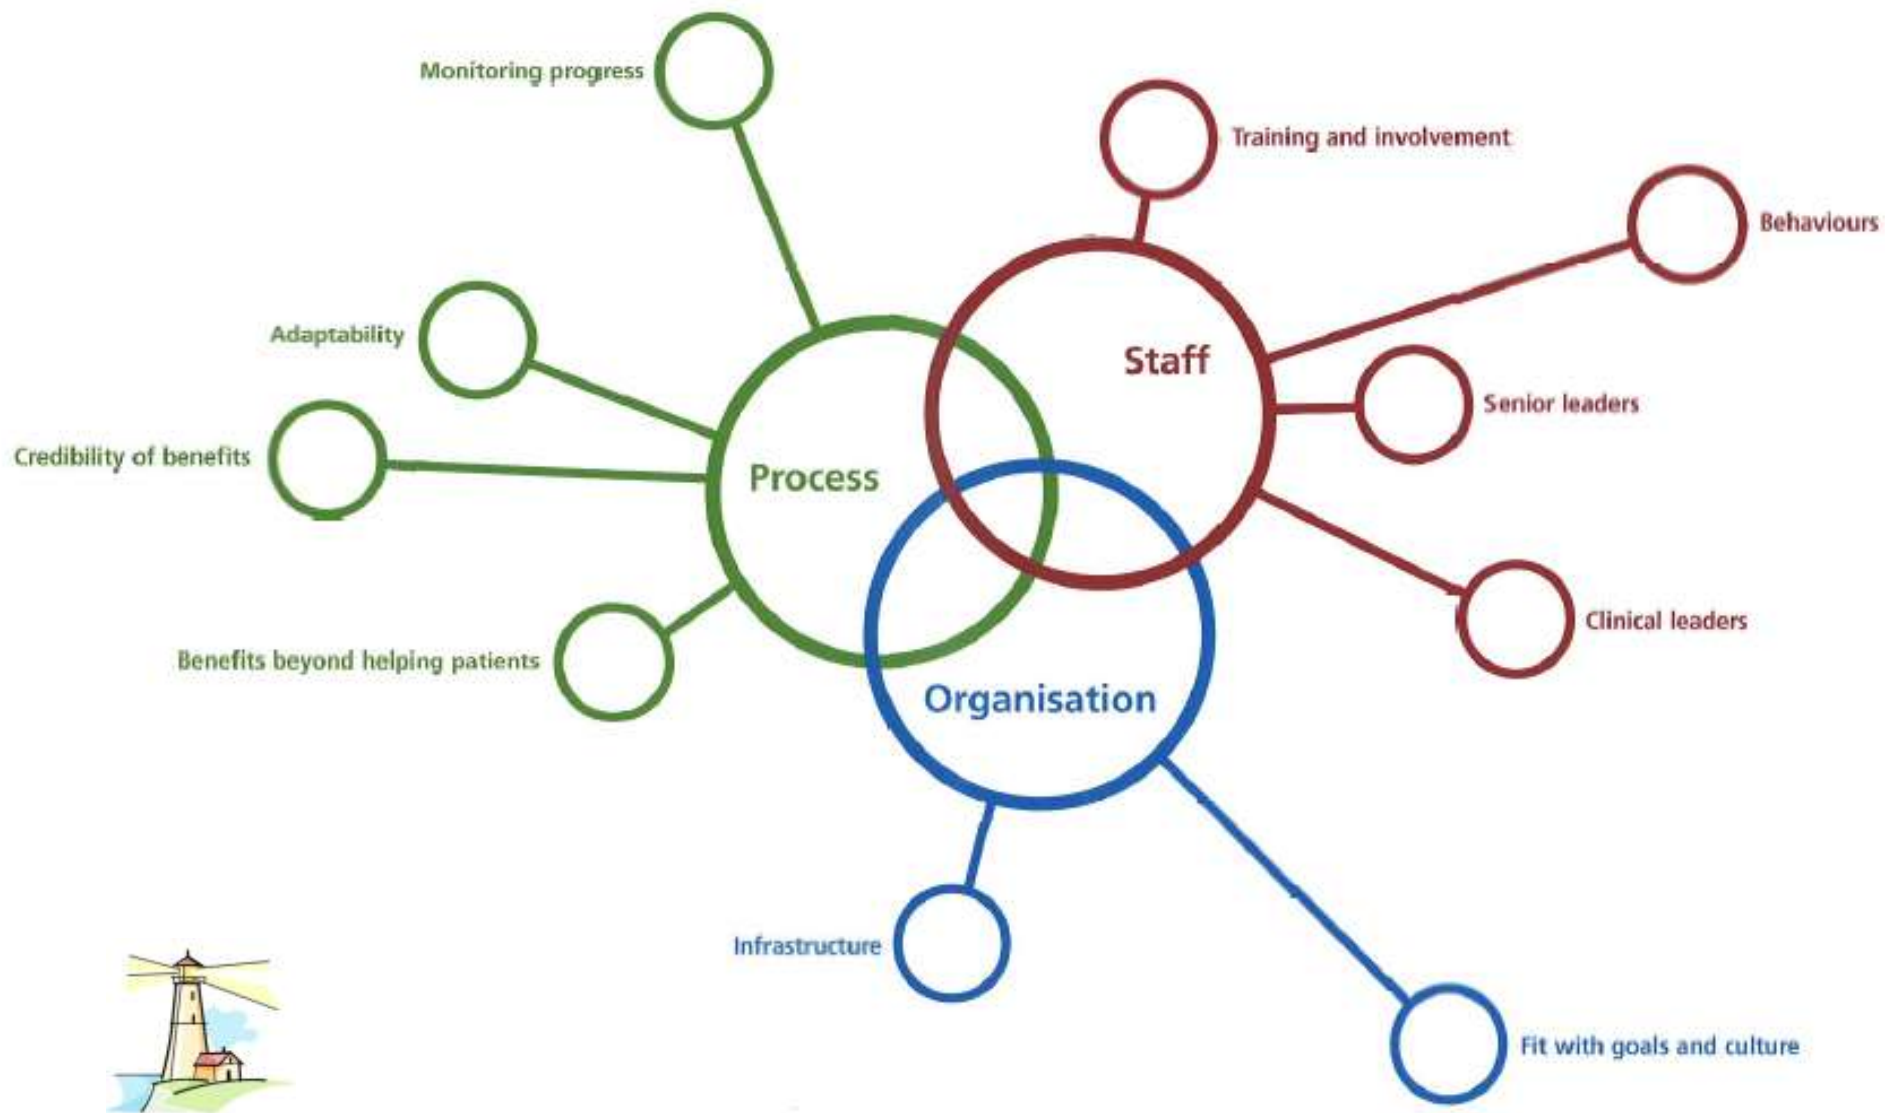 Monitoring progress
Training and involvement
Behaviours
Adaptability
Staff
Senior leaders
Credibility of benefits
Process
Clinical leaders
Benefits beyond helping patients
Organisation
Infrastructure
Fit with goals and culture